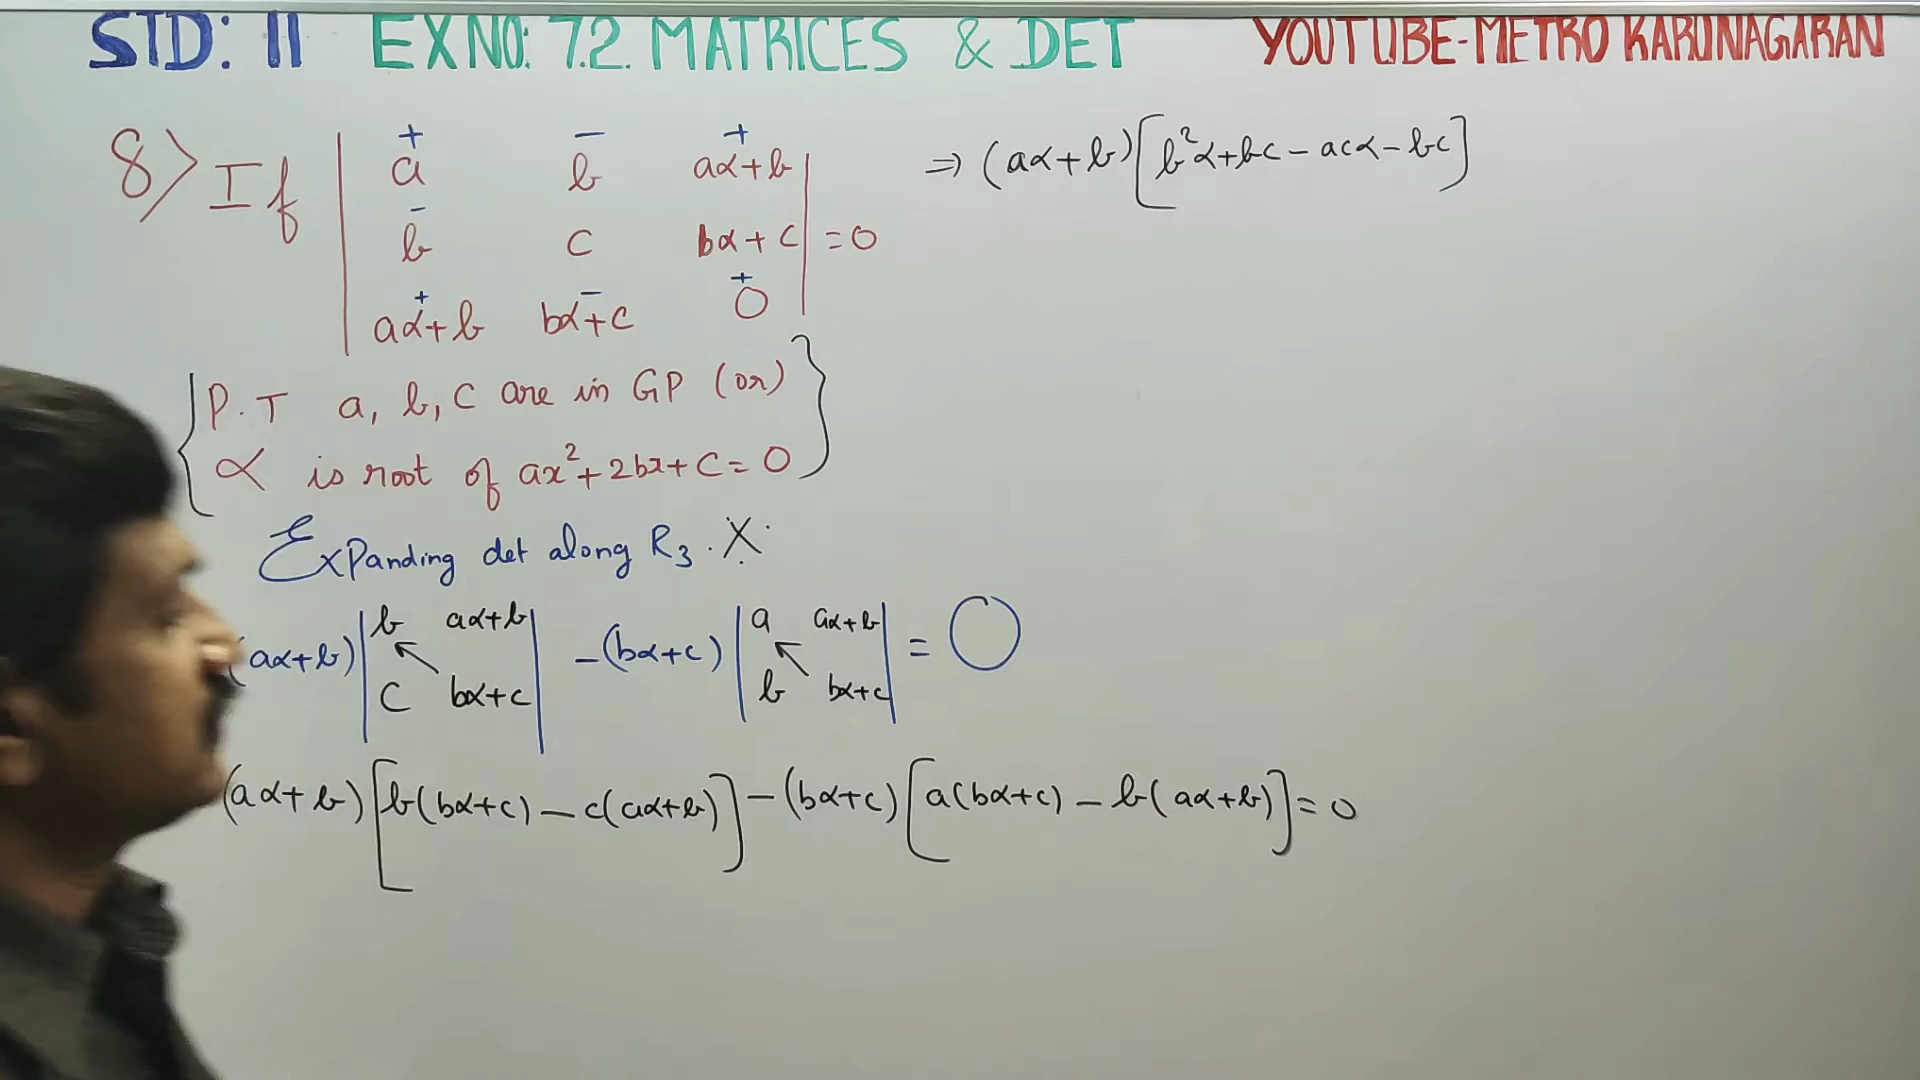 STD: 11 EX NO: 7.2. MATRICES & DET YOUTUBE-METRO KARUNAGARAN
8> If | a b aα+b |
| b c bα+c | = 0
| aα+b bα+c 0 |
+ − +
−
+ − +
{ P.T a, b, c are in GP (or)
α is root of ax²+2bx+c=0 }
Expanding det along R₃.
(aα+b) | b aα+b | −(bα+c) | a aα+b | = 0
| c bα+c | | b bα+c |
(aα+b)[b(bα+c) − c(aα+b)] − (bα+c)[a(bα+c) − b(aα+b)] = 0
⇒ (aα+b)[b²α+bc − acα − bc]